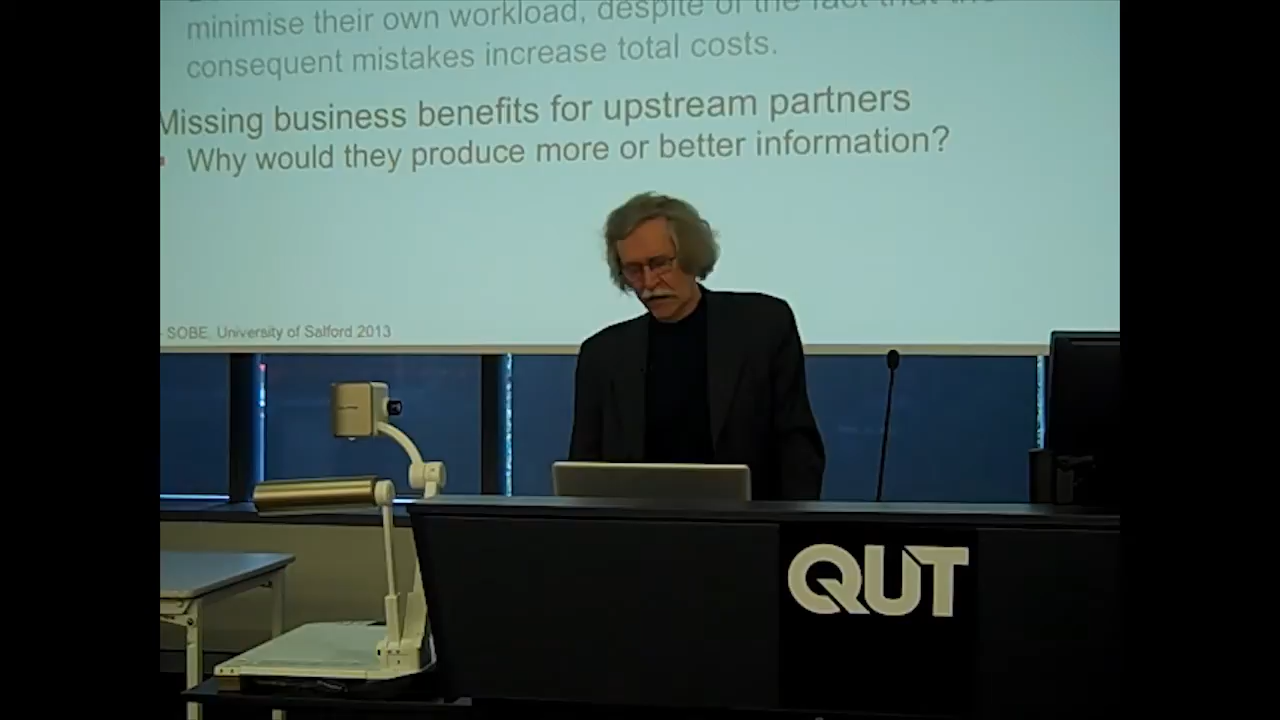 minimise their own workload, despite of the fact that the
consequent mistakes increase total costs.
Missing business benefits for upstream partners
Why would they produce more or better information?
- SOBE, University of Salford 2013
QUT